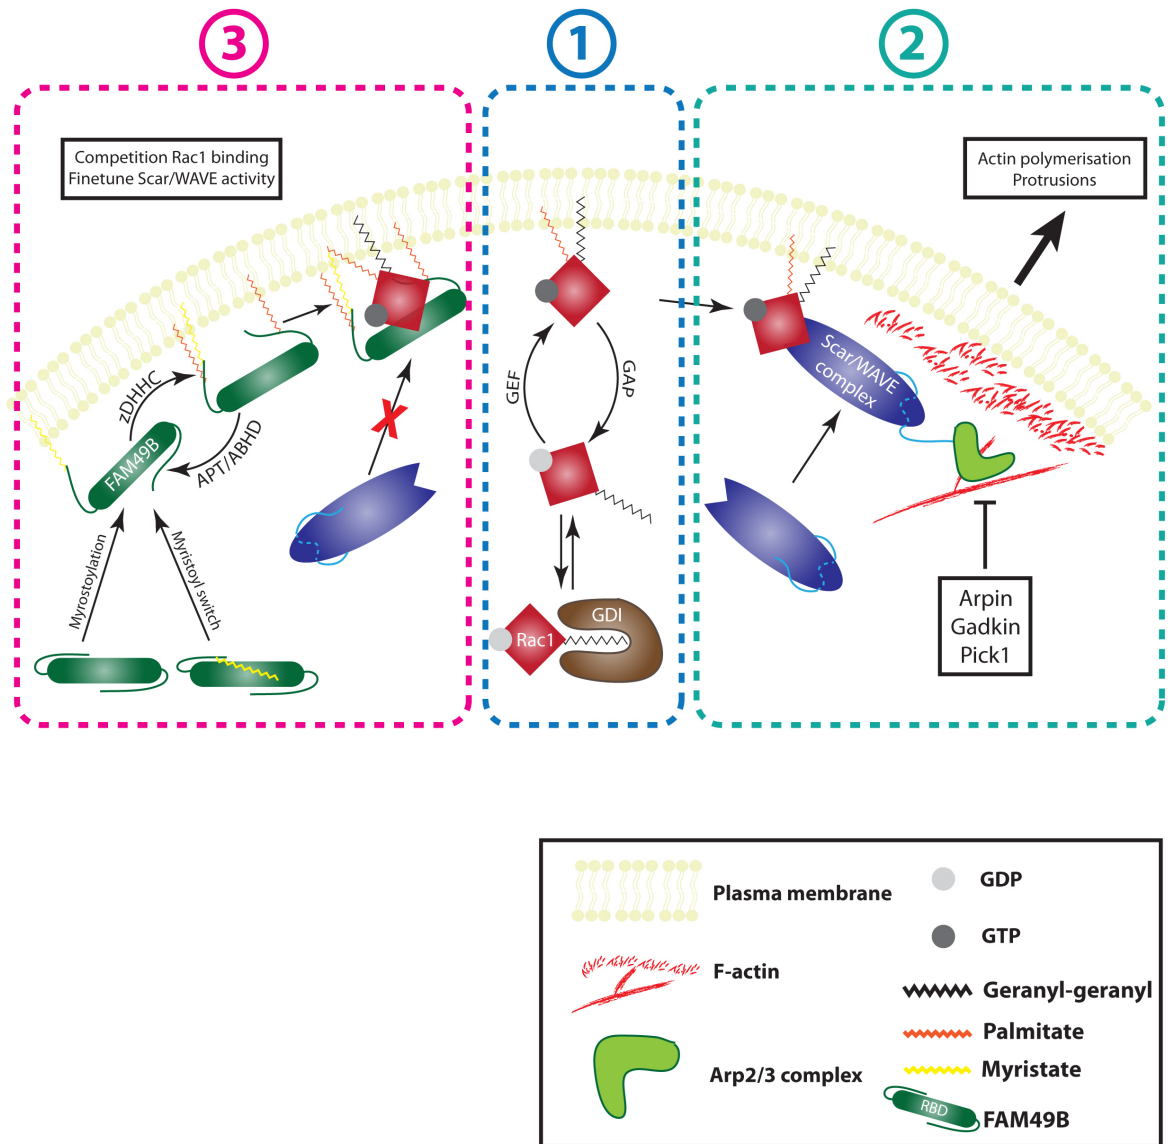 3
1
2
Competition Rac1 binding
Finetune Scar/WAVE activity
Actin polymerisation
Protrusions
zDHHC
APT/ABHD
FAM49B
Myrostoylation
Myristoyl switch
GEF
GAP
Rac1
GDI
Scar/WAVE
complex
Arpin
Gadkin
Pick1
Plasma membrane
F-actin
Arp2/3 complex
GDP
GTP
Geranyl-geranyl
Palmitate
Myristate
RBD
FAM49B